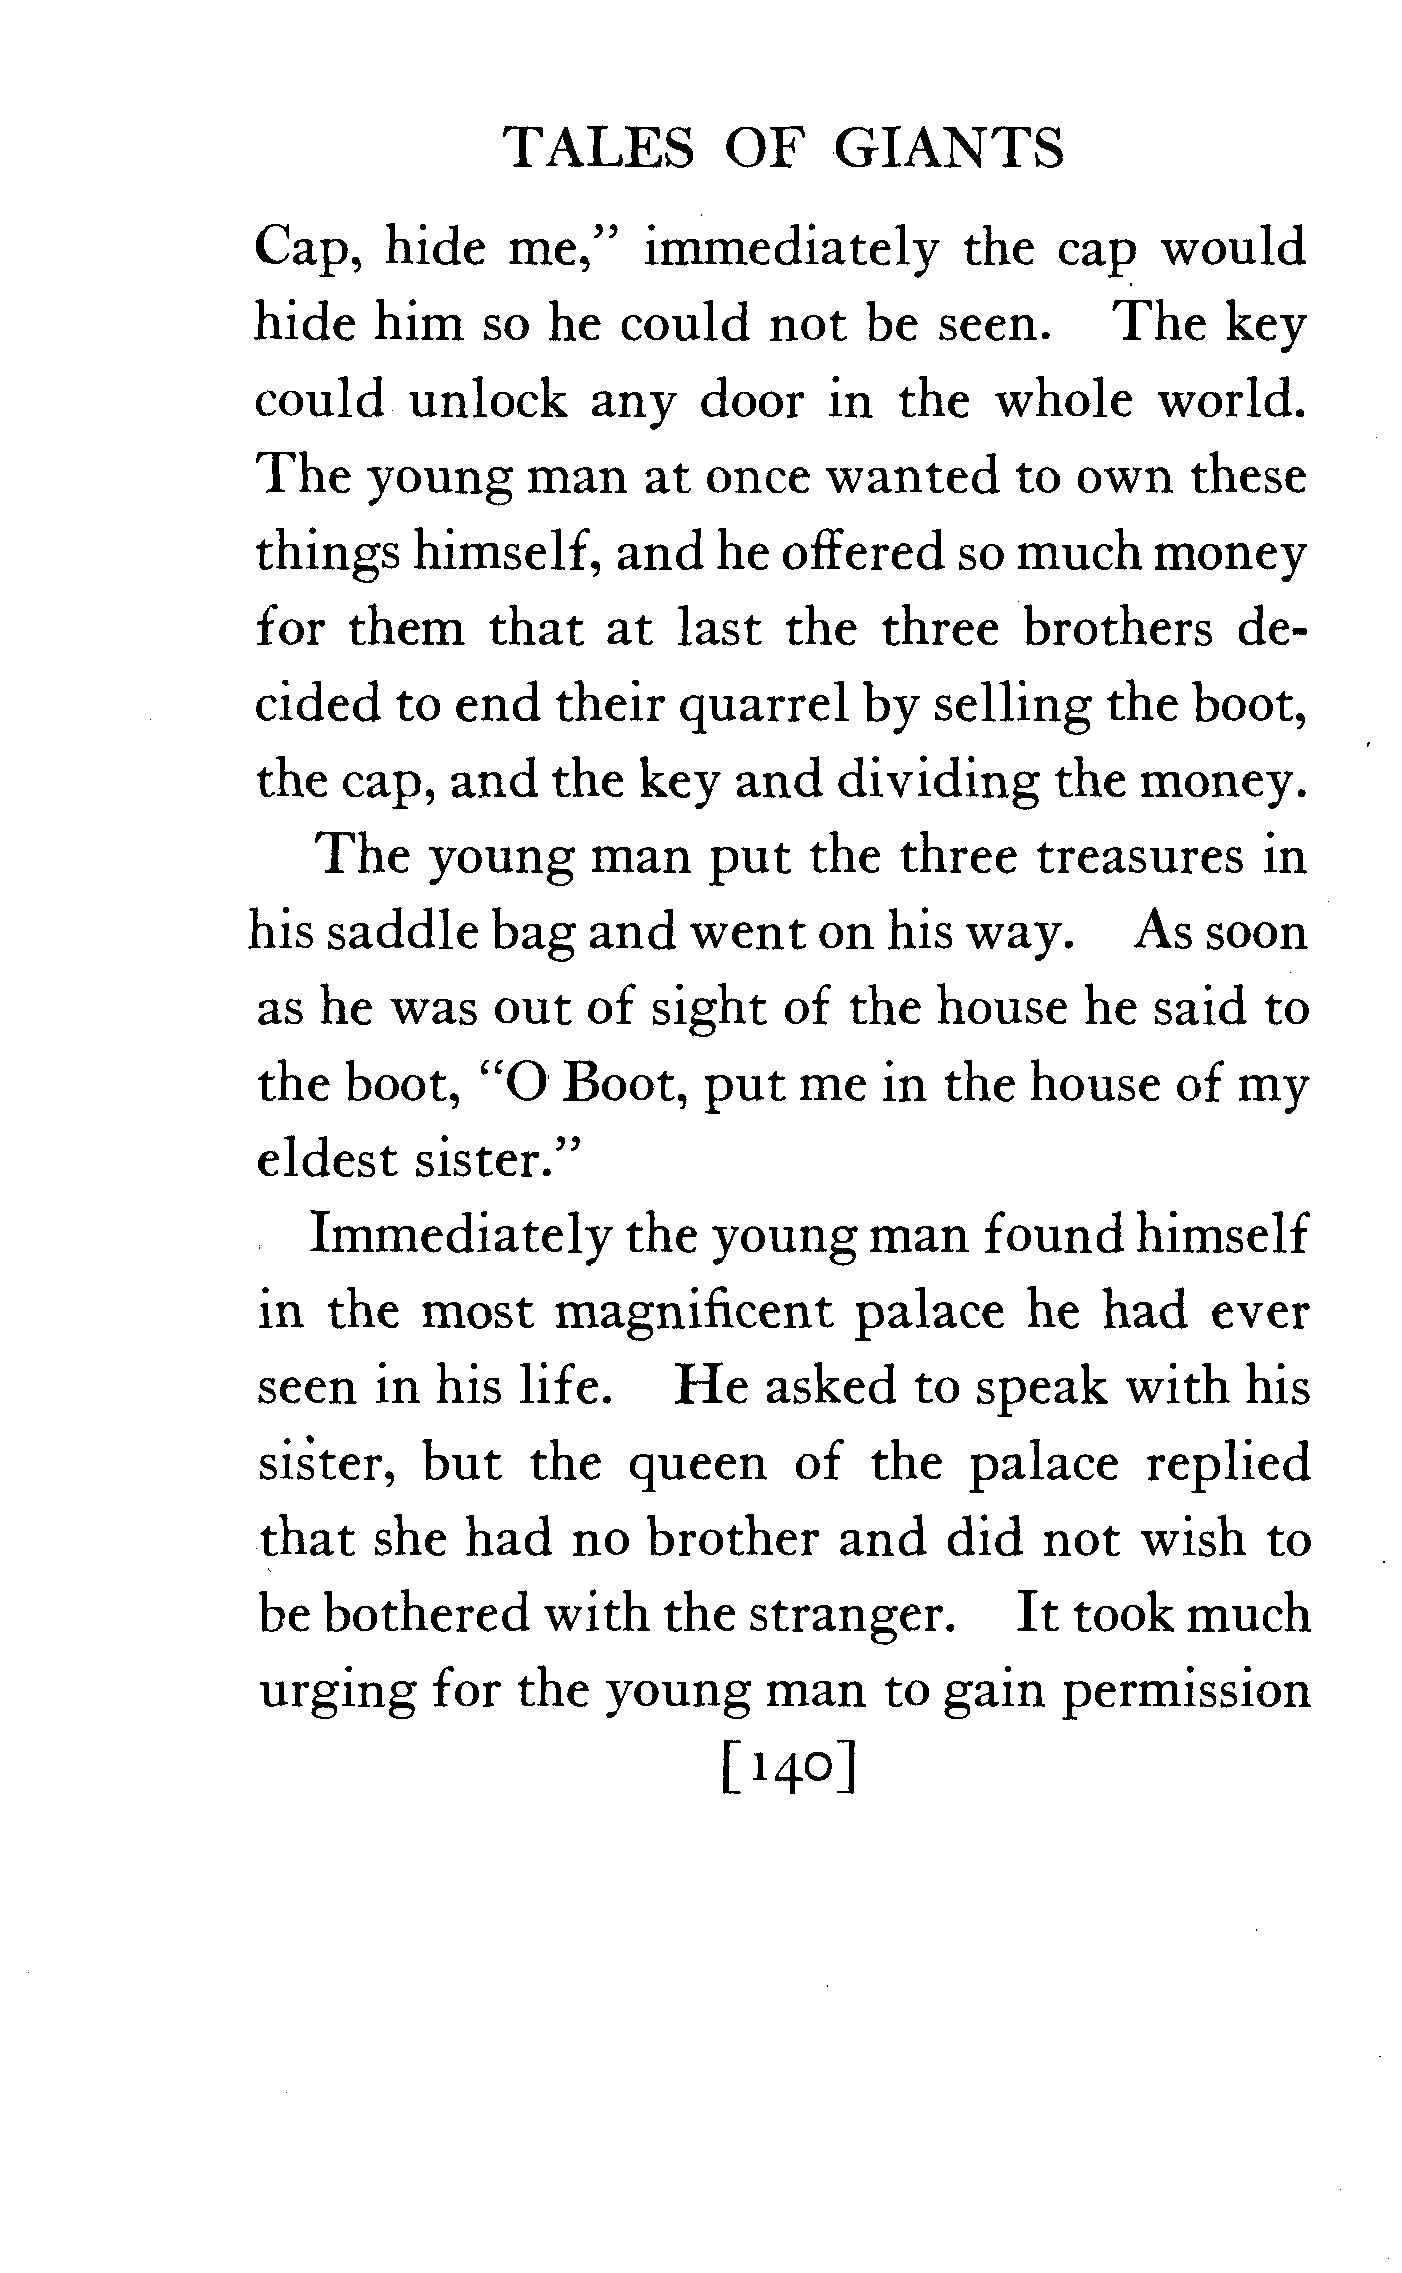 TALES OF GIANTS
Cap, hide me,” immediately the cap would
hide him so he could not be seen. The key
could unlock any door in the whole world.
The young man at once wanted to own these
things himself, and he offered so much money
for them that at last the three brothers de-
cided to end their quarrel by selling the boot,
the cap, and the key and dividing the money.
The young man put the three treasures in
his saddle bag and went on his way. As soon
as he was out of sight of the house he said to
the boot, “O Boot, put me in the house of my
eldest sister.”
Immediately the young man found himself
in the most magnificent palace he had ever
seen in his life. He asked to speak with his
sister, but the queen of the palace replied
that she had no brother and did not wish to
be bothered with the stranger. It took much
urging for the young man to gain permission
[140]